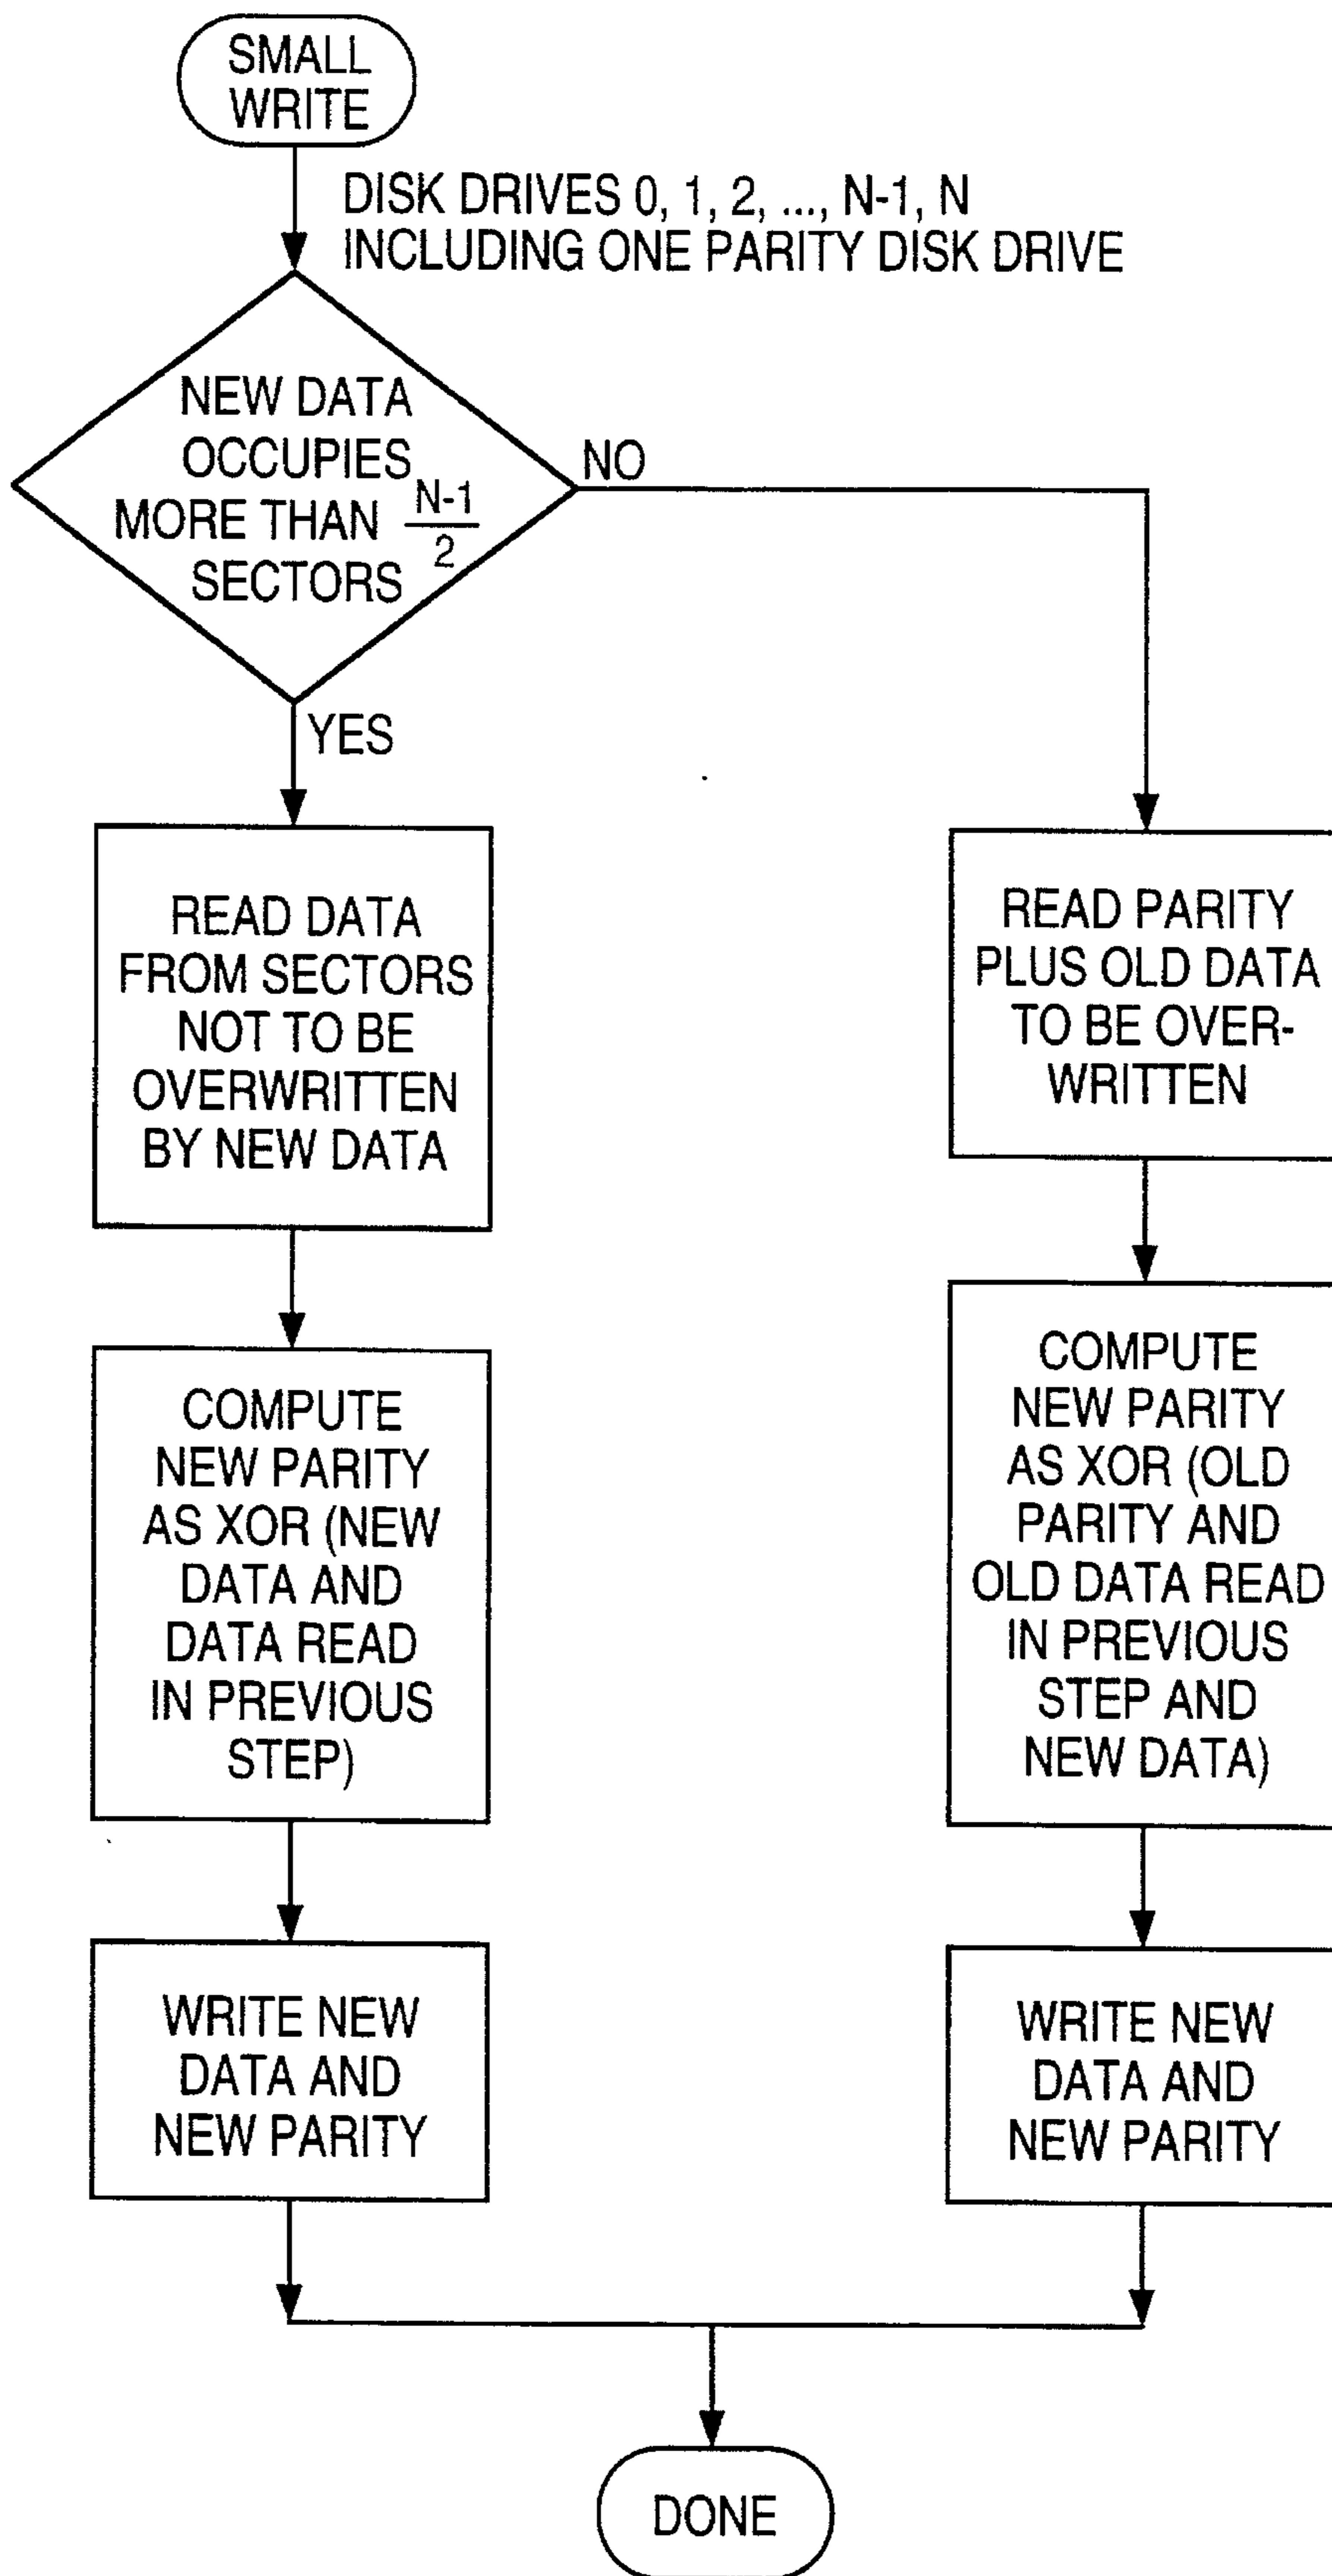 SMALL
WRITE
DISK DRIVES 0, 1, 2, ..., N-1, N
INCLUDING ONE PARITY DISK DRIVE
NEW DATA
OCCUPIES
MORE THAN N-1/2
SECTORS
NO
YES
READ DATA
FROM SECTORS
NOT TO BE
OVERWRITTEN
BY NEW DATA
COMPUTE
NEW PARITY
AS XOR (NEW
DATA AND
DATA READ
IN PREVIOUS
STEP)
WRITE NEW
DATA AND
NEW PARITY
READ PARITY
PLUS OLD DATA
TO BE OVER-
WRITTEN
COMPUTE
NEW PARITY
AS XOR (OLD
PARITY AND
OLD DATA READ
IN PREVIOUS
STEP AND
NEW DATA)
WRITE NEW
DATA AND
NEW PARITY
DONE